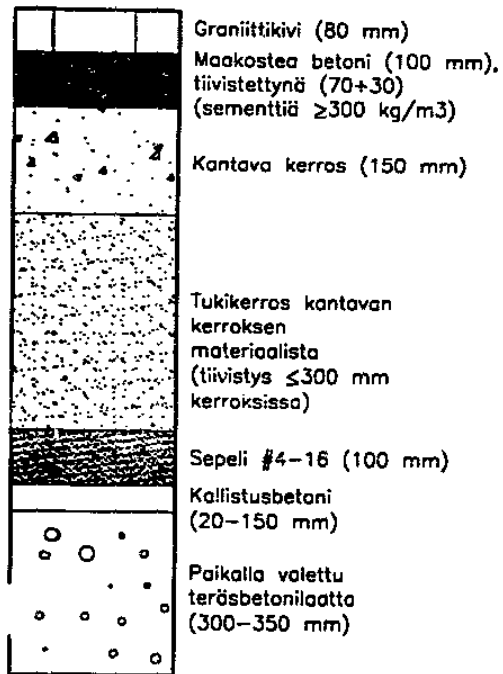 Graniittikivi (80 mm)
Maakostea betoni (100 mm),
tiivistettynä (70+30)
(sementtiä ≥300 kg/m3)
Kantava kerros (150 mm)
Tukikerros kantavan
kerroksen
materiaalista
(tiivistys ≤300 mm
kerroksissa)
Sepeli #4-16 (100 mm)
Kallistusbetoni
(20-150 mm)
Paikalla valettu
teräsbetonilaatta
(300-350 mm)